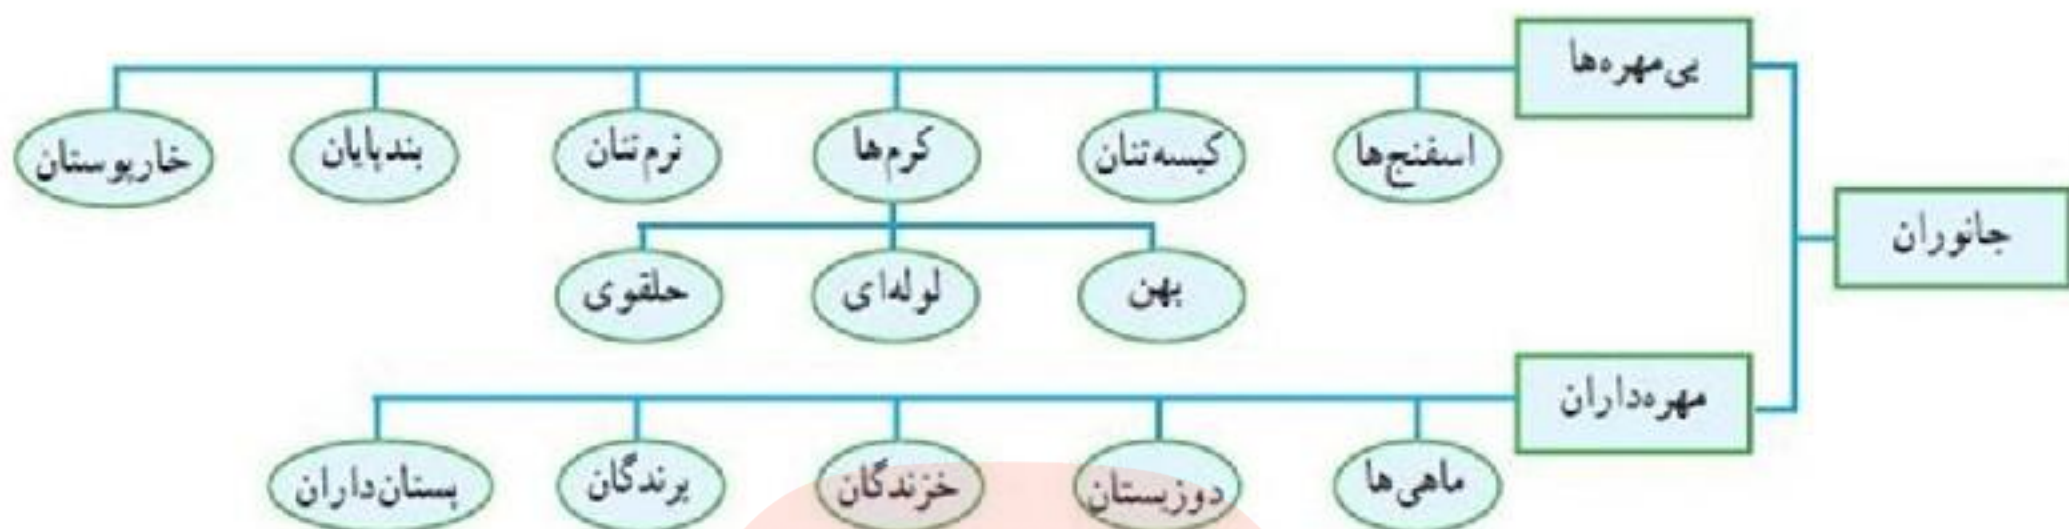 جانوران
بی‌مهره‌ها
اسفنج‌ها
کیسه‌تنان
کرم‌ها
نرم‌تنان
بندپایان
خارپوستان
پهن
لوله‌ای
حلقوی
مهره‌داران
ماهی‌ها
دوزیستان
خزندگان
پرندگان
پستان‌داران